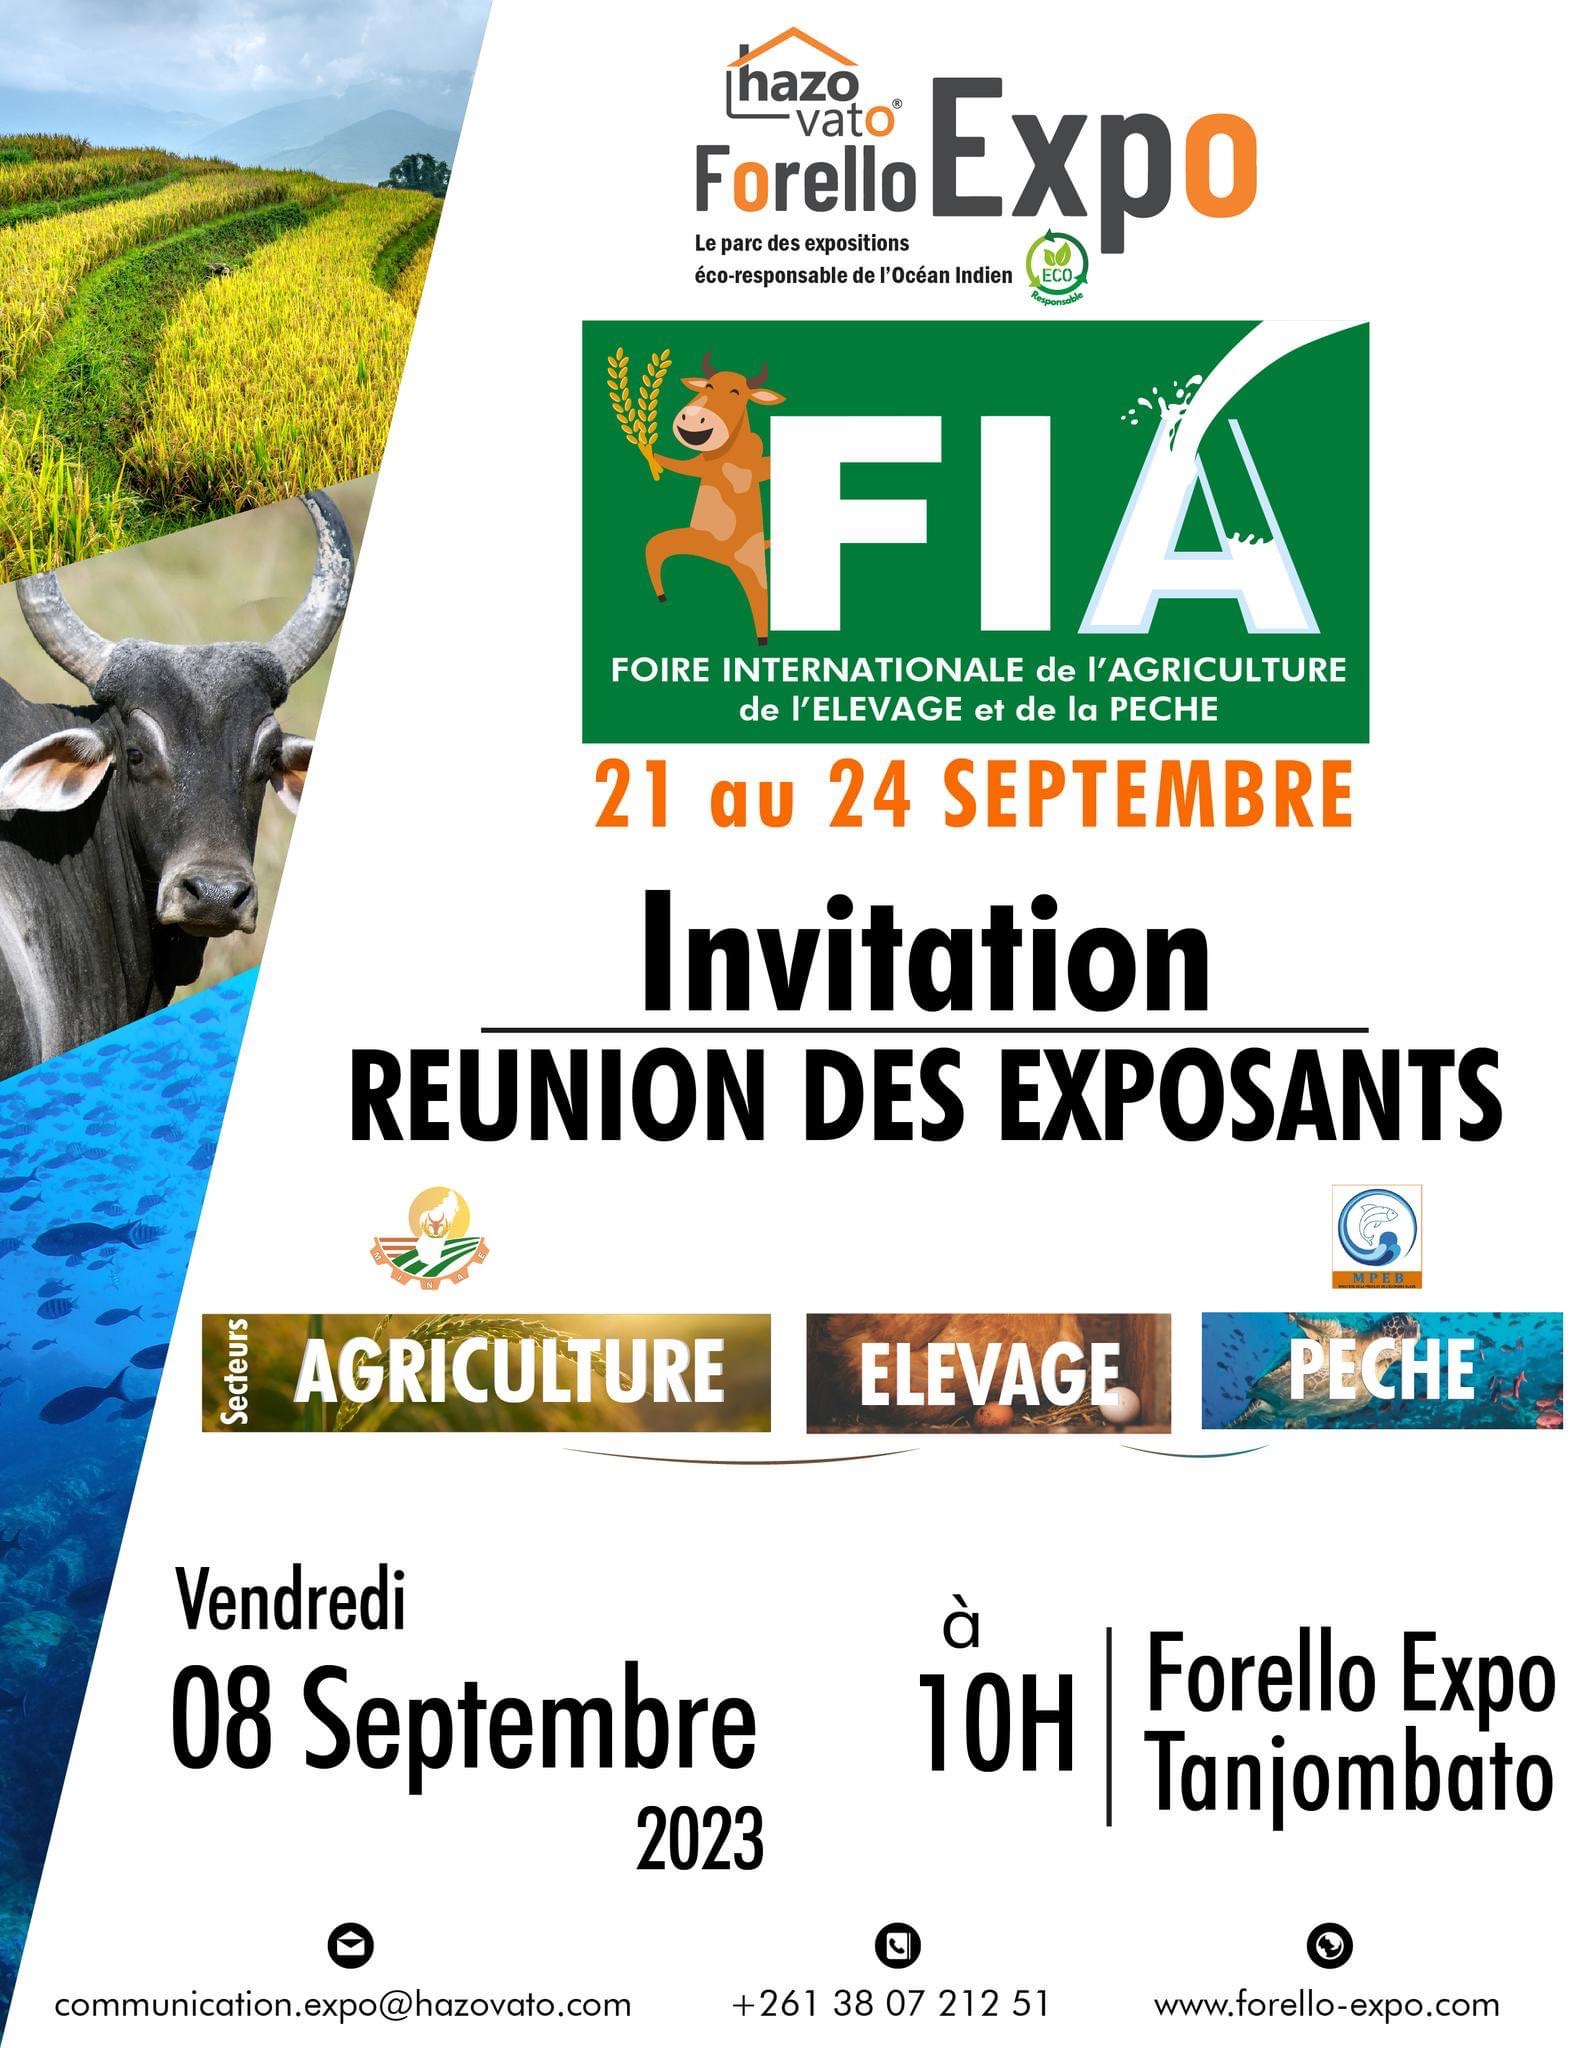 hazo
vato®
Forello Expo
Le parc des expositions
éco-responsable de l'Océan Indien
ECO
Responsable
FIA
FOIRE INTERNATIONALE de l'AGRICULTURE
de l'ELEVAGE et de la PECHE
21 au 24 SEPTEMBRE
Invitation
REUNION DES EXPOSANTS
MINAE
MPEB
Secteurs
AGRICULTURE
ELEVAGE
PECHE
Vendredi
08 Septembre
2023
à
10H
Forello Expo
Tanjombato
communication.expo@hazovato.com
+261 38 07 212 51
www.forello-expo.com